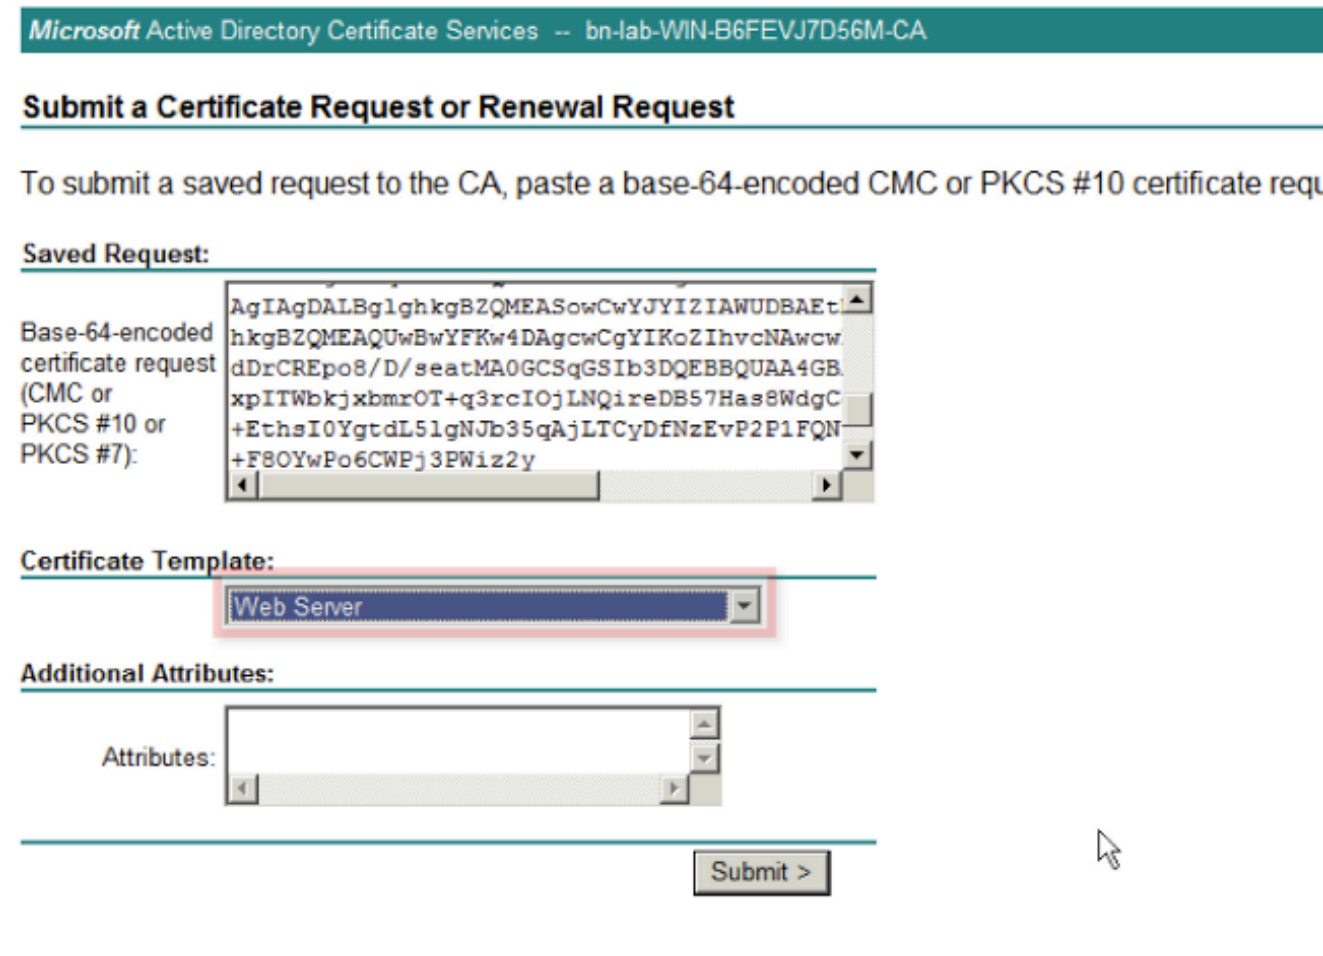 Microsoft Active Directory Certificate Services -- bn-lab-WIN-B6FEVJ7D56M-CA
Submit a Certificate Request or Renewal Request
To submit a saved request to the CA, paste a base-64-encoded CMC or PKCS #10 certificate requ
Saved Request:
Base-64-encoded
certificate request
(CMC or
PKCS #10 or
PKCS #7):
AgIAgDALBglghkgBZQMEASowCwYJYIZIAWUDBAEt
hkgBZQMEAQUwBwYFKw4DAgcwCgYIKoZIhvcNAwcw
dDrCREpo8/D/seatMA0GCSqGSIb3DQEBBQUAA4GB
xpITWbkjxbmrOT+q3rcIOjLNQireDB57Has8WdgC
+EthsI0YgtdL5lgNJb35qAjLTCyDfNzEvP2P1FQN
+F8OYwPo6CWPj3PWiz2y
Certificate Template:
Web Server
Additional Attributes:
Attributes:
Submit >